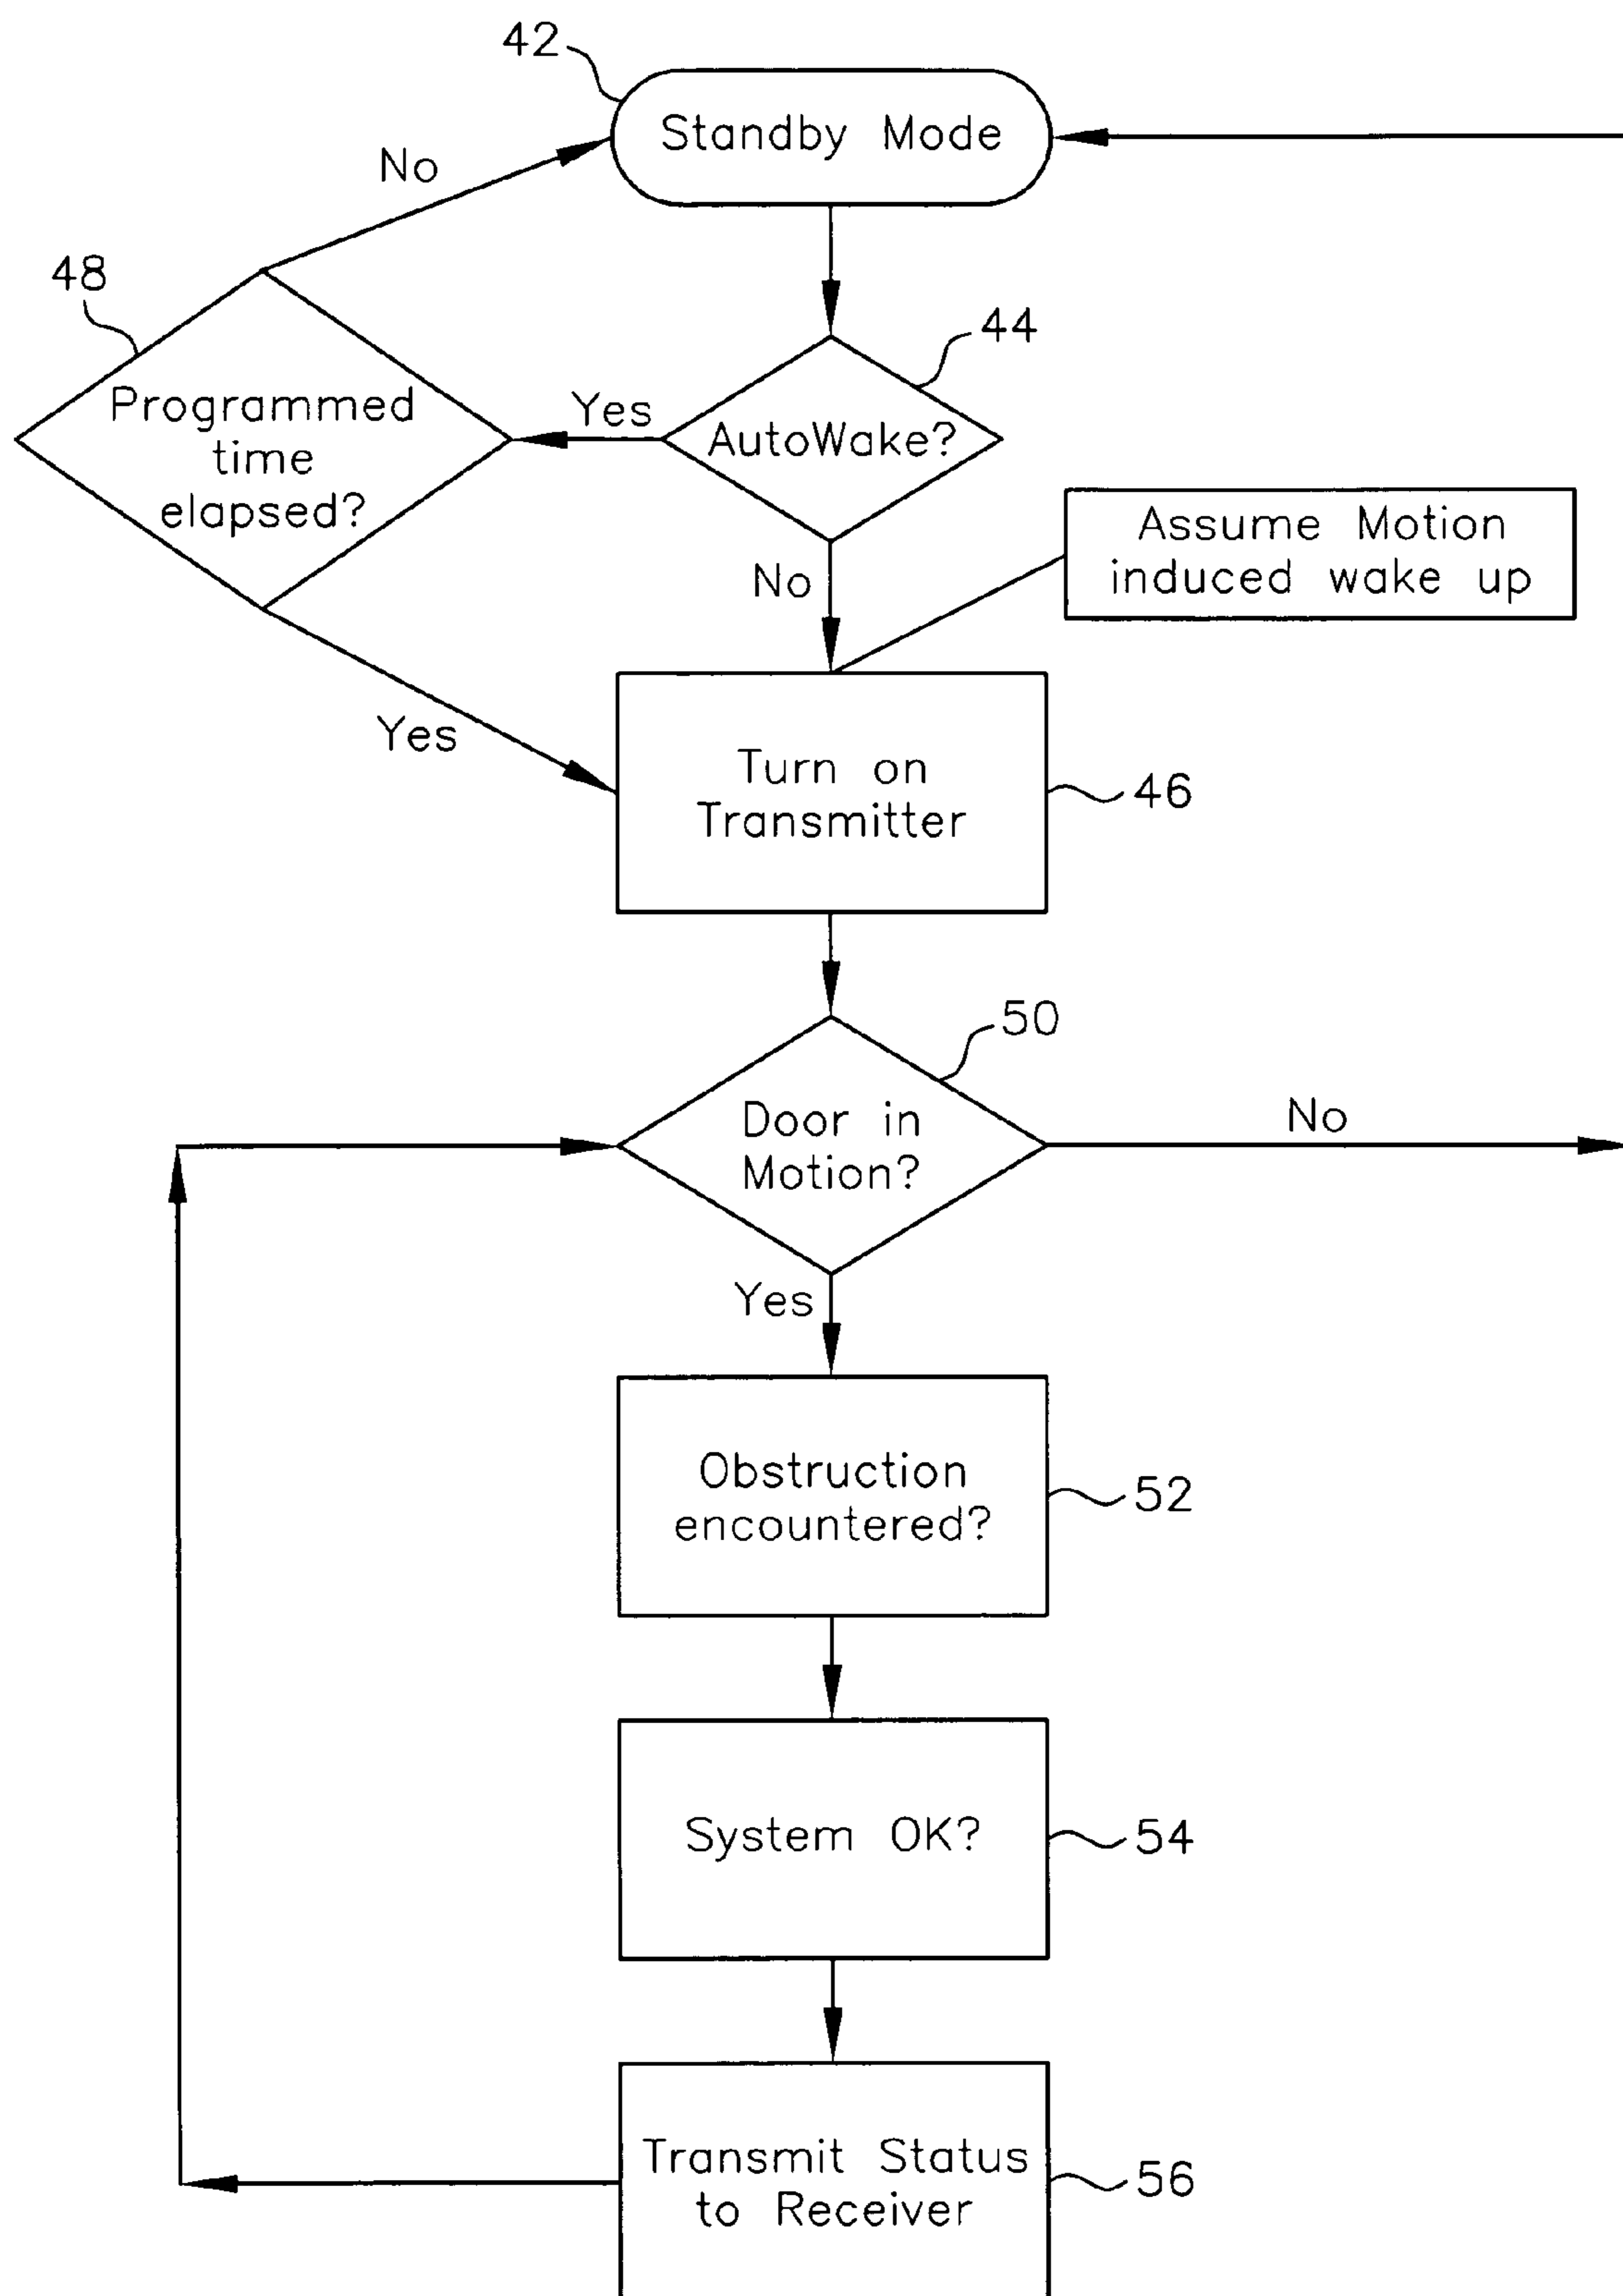 42
Standby Mode
No
48
44
Programmed
time
elapsed?
Yes
AutoWake?
Assume Motion
induced wake up
No
Yes
Turn on
Transmitter
46
50
Door in
Motion?
No
Yes
Obstruction
encountered?
52
System OK?
54
Transmit Status
to Receiver
56